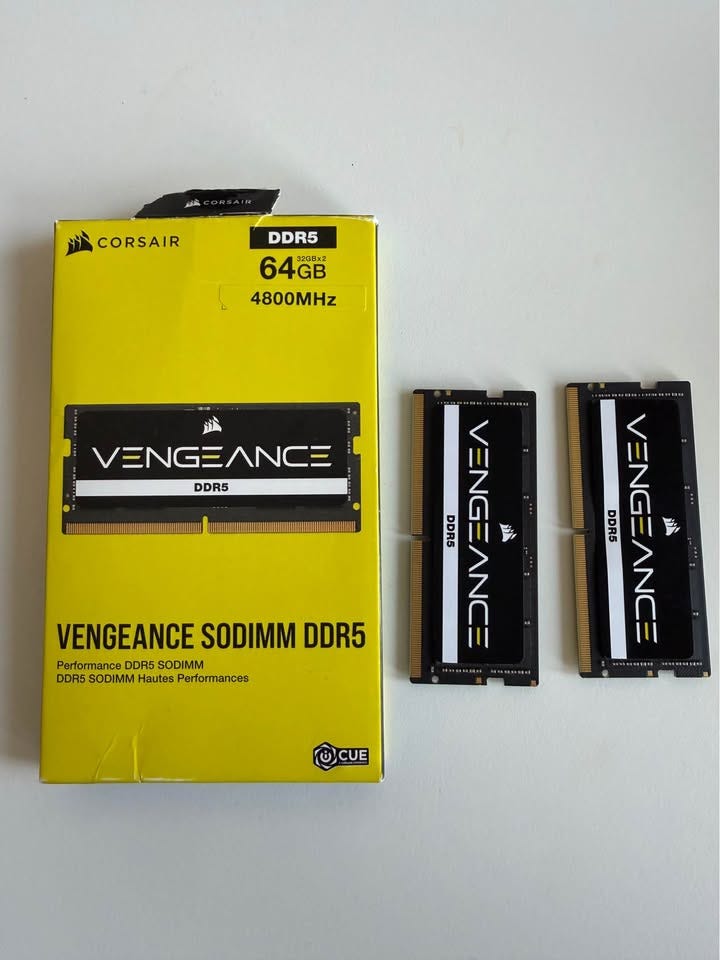 CORSAIR
CORSAIR
DDR5
32GBx2
64GB
4800MHz
VENGEANCE
DDR5
VENGEANCE SODIMM DDR5
Performance DDR5 SODIMM
DDR5 SODIMM Hautes Performances
iCUE
VENGEANCE
DDR5
VENGEANCE
DDR5